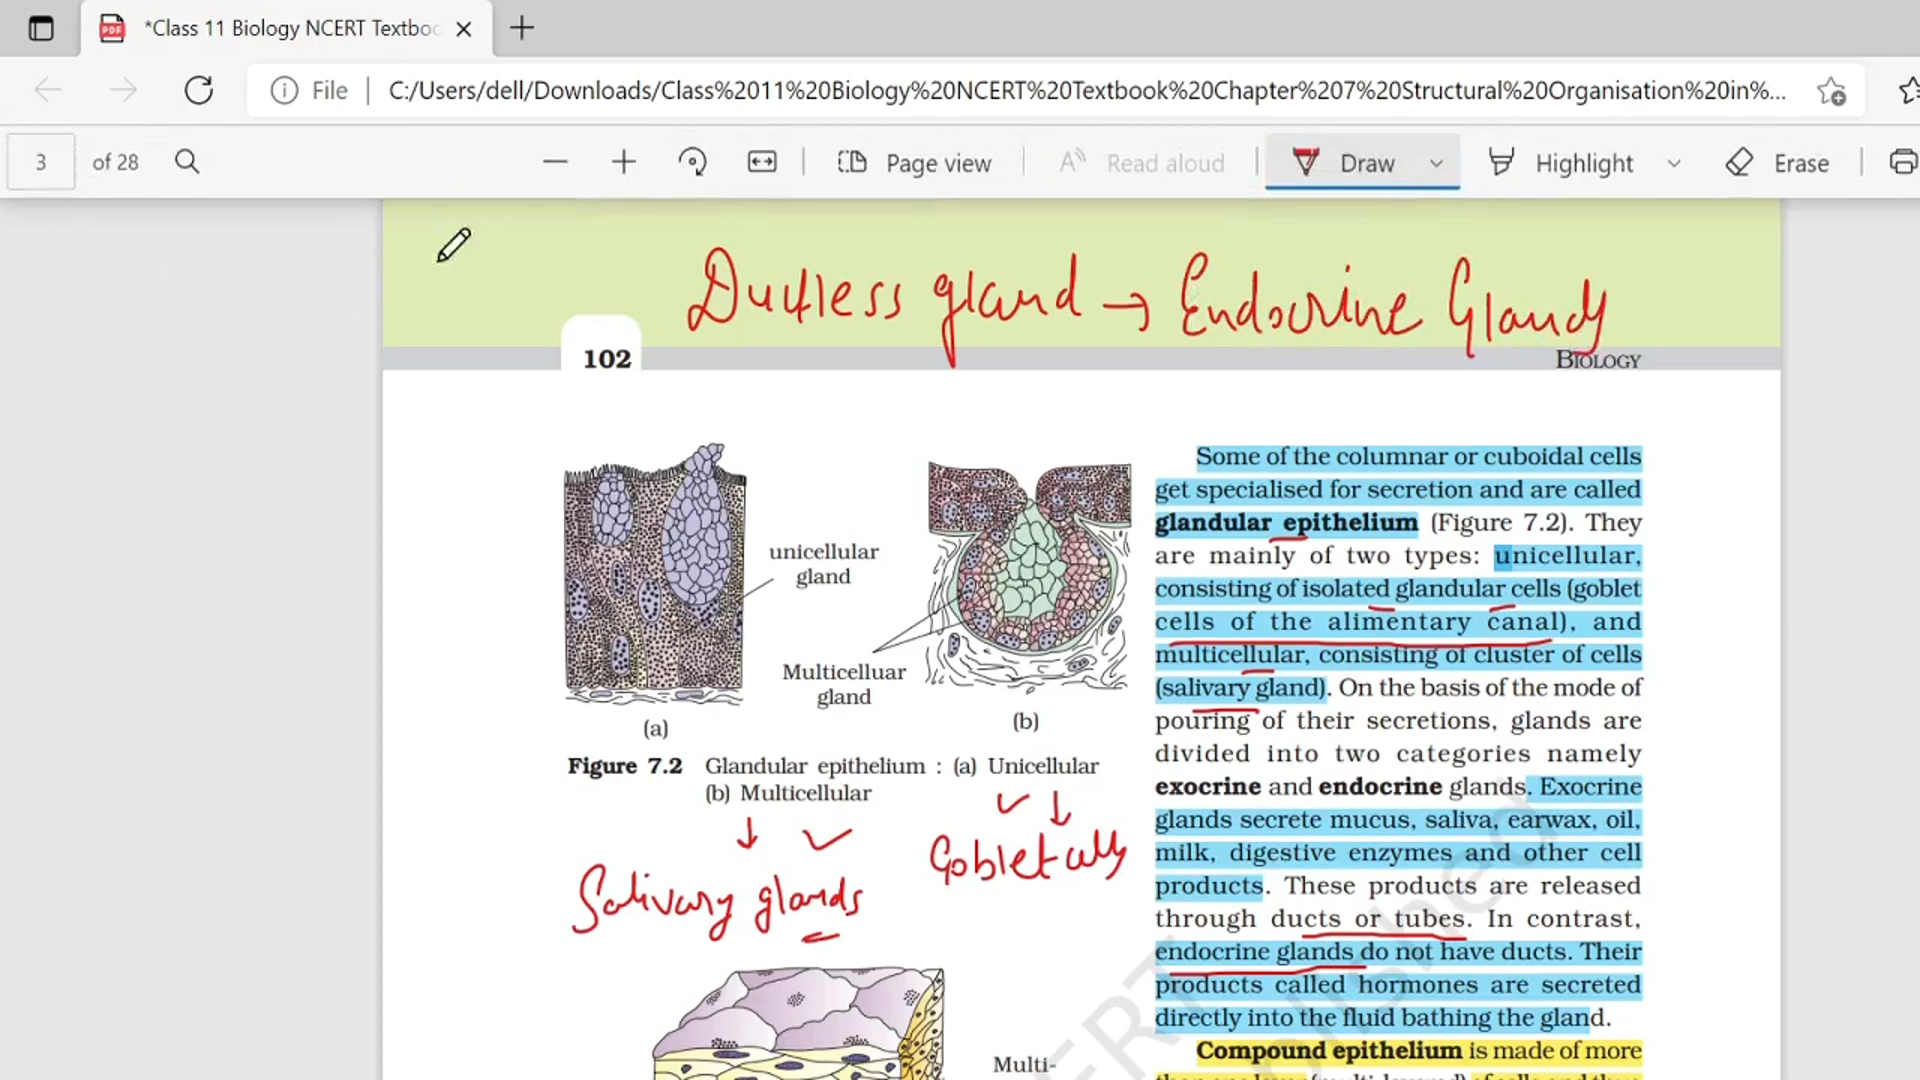 *Class 11 Biology NCERT Textboo
File
C:/Users/dell/Downloads/Class%2011%20Biology%20NCERT%20Textbook%20Chapter%207%20Structural%20Organisation%20in%...
3 of 28
Page view
Read aloud
Draw
Highlight
Erase
Ductless gland → Endocrine Gland
102
BIOLOGY
unicellular
gland
Multicelluar
gland
(a)
(b)
Figure 7.2 Glandular epithelium : (a) Unicellular
(b) Multicellular
Salivary glands
Goblet cells
Multi-
Some of the columnar or cuboidal cells
get specialised for secretion and are called
glandular epithelium (Figure 7.2). They
are mainly of two types: unicellular,
consisting of isolated glandular cells (goblet
cells of the alimentary canal), and
multicellular, consisting of cluster of cells
(salivary gland). On the basis of the mode of
pouring of their secretions, glands are
divided into two categories namely
exocrine and endocrine glands. Exocrine
glands secrete mucus, saliva, earwax, oil,
milk, digestive enzymes and other cell
products. These products are released
through ducts or tubes. In contrast,
endocrine glands do not have ducts. Their
products called hormones are secreted
directly into the fluid bathing the gland.
Compound epithelium is made of more